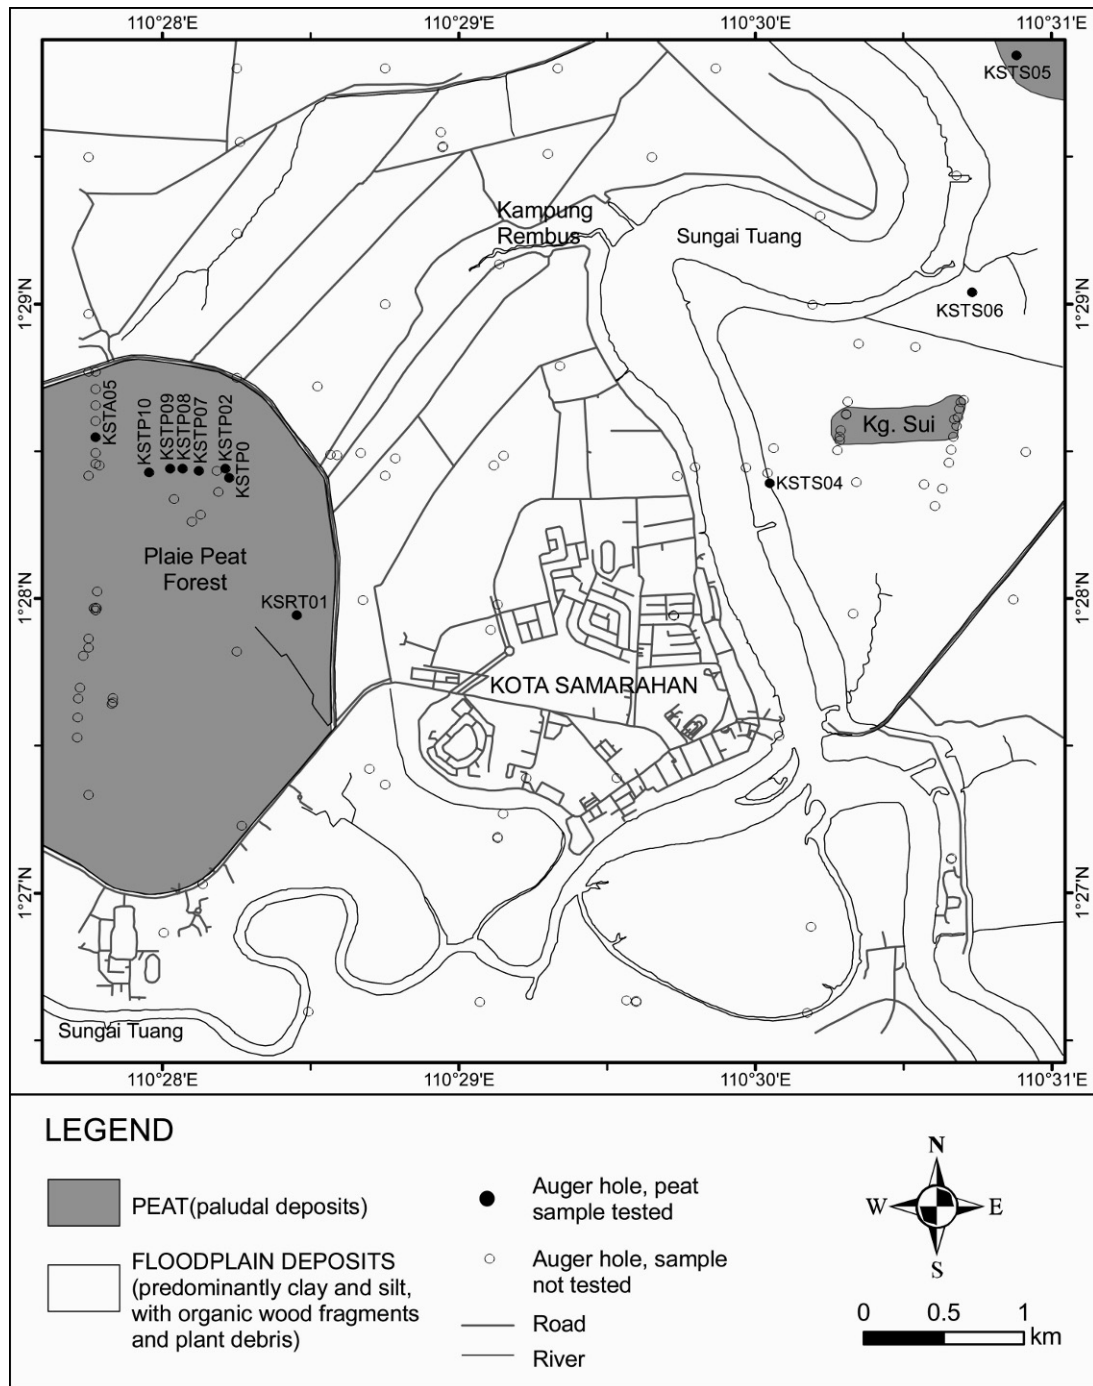 110°28'E
110°29'E
110°30'E
110°31'E
KSTS05
Kampung
Rembus
Sungai Tuang
1°29'N
1°29'N
KSTS06
KSTA05
KSTP10
KSTP09
KSTP08
KSTP07
KSTP02
KSTP0
Kg. Sui
KSTS04
Plaie Peat
Forest
1°28'N
1°28'N
KSRT01
KOTA SAMARAHAN
1°27'N
1°27'N
Sungai Tuang
110°28'E
110°29'E
110°30'E
110°31'E
LEGEND
PEAT(paludal deposits)
FLOODPLAIN DEPOSITS
(predominantly clay and silt,
with organic wood fragments
and plant debris)
Auger hole, peat
sample tested
Auger hole, sample
not tested
Road
River
N
W
E
S
0 0.5 1
km